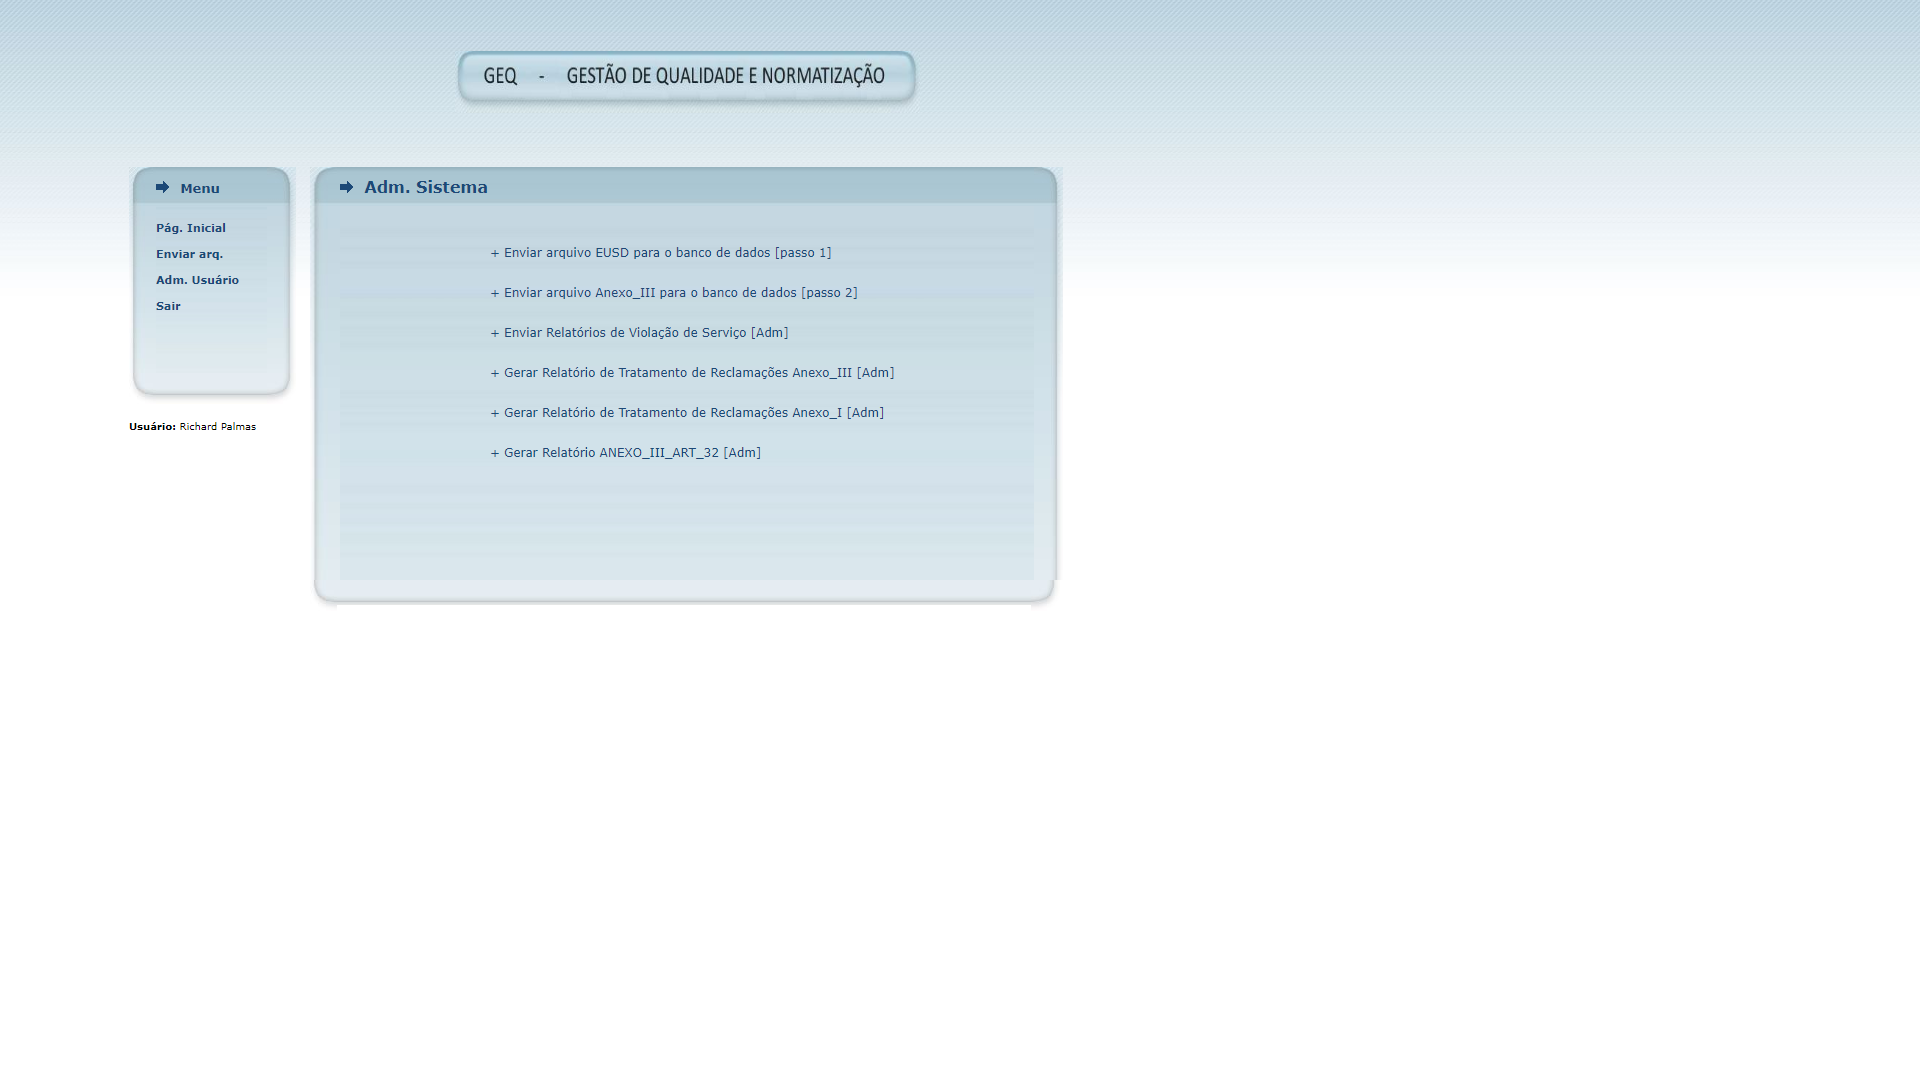 GEQ - GESTÃO DE QUALIDADE E NORMATIZAÇÃO
Menu
Pág. Inicial
Enviar arq.
Adm. Usuário
Sair
Usuário: Richard Palmas
Adm. Sistema
+ Enviar arquivo EUSD para o banco de dados [passo 1]
+ Enviar arquivo Anexo_III para o banco de dados [passo 2]
+ Enviar Relatórios de Violação de Serviço [Adm]
+ Gerar Relatório de Tratamento de Reclamações Anexo_III [Adm]
+ Gerar Relatório de Tratamento de Reclamações Anexo_I [Adm]
+ Gerar Relatório ANEXO_III_ART_32 [Adm]